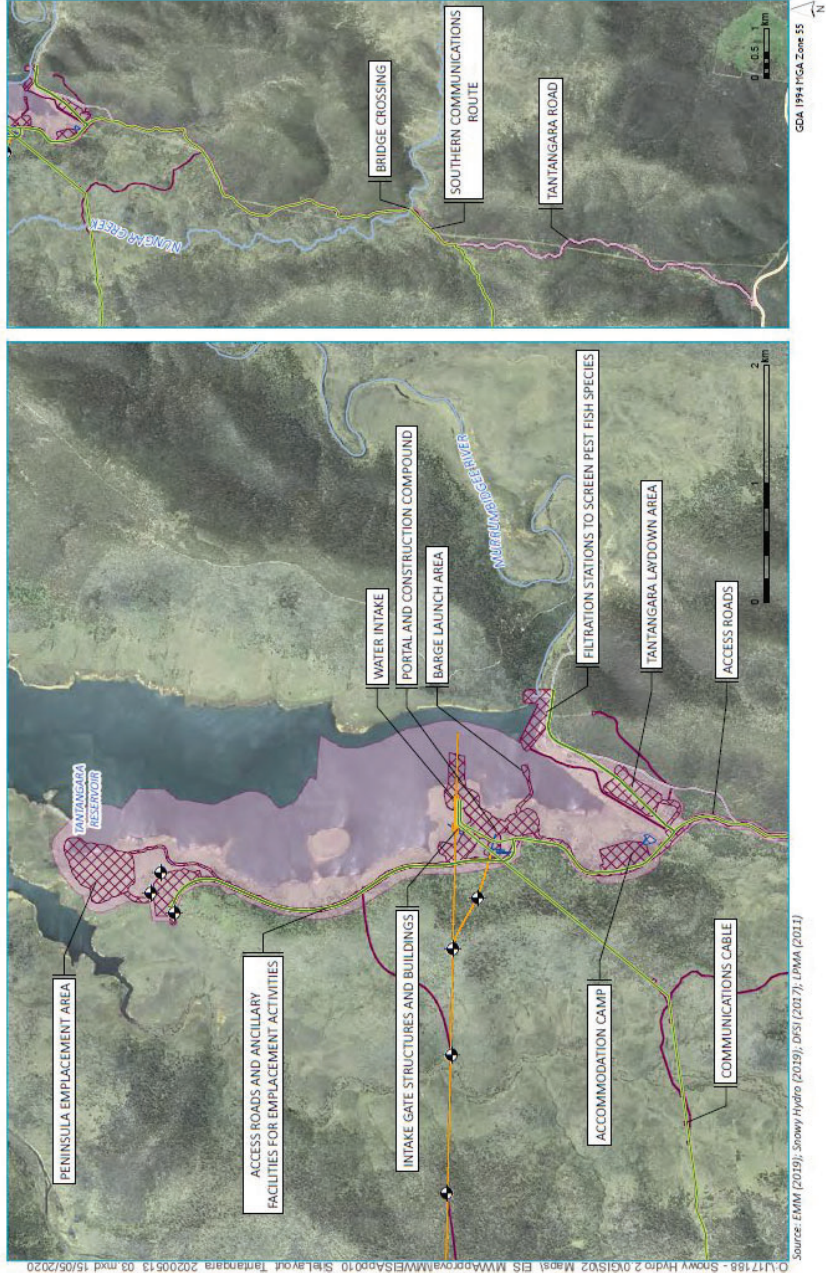 PENINSULA EMPLACEMENT AREA
TANTANGARA
RESERVOIR
ACCESS ROADS AND ANCILLARY
FACILITIES FOR EMPLACEMENT ACTIVITIES
INTAKE GATE STRUCTURES AND BUILDINGS
WATER INTAKE
PORTAL AND CONSTRUCTION COMPOUND
BARGE LAUNCH AREA
MURRUMBIDGEE RIVER
FILTRATION STATIONS TO SCREEN PEST FISH SPECIES
ACCOMMODATION CAMP
TANTANGARA LAYDOWN AREA
COMMUNICATIONS CABLE
ACCESS ROADS
0 1 2
km
NUNGAR CREEK
BRIDGE CROSSING
SOUTHERN COMMUNICATIONS
ROUTE
TANTANGARA ROAD
0 0.5 1
km
Source: EMM (2019); Snowy Hydro (2019); DFSI (2017); LPMA (2011)
GDA 1994 MGA Zone 55
N